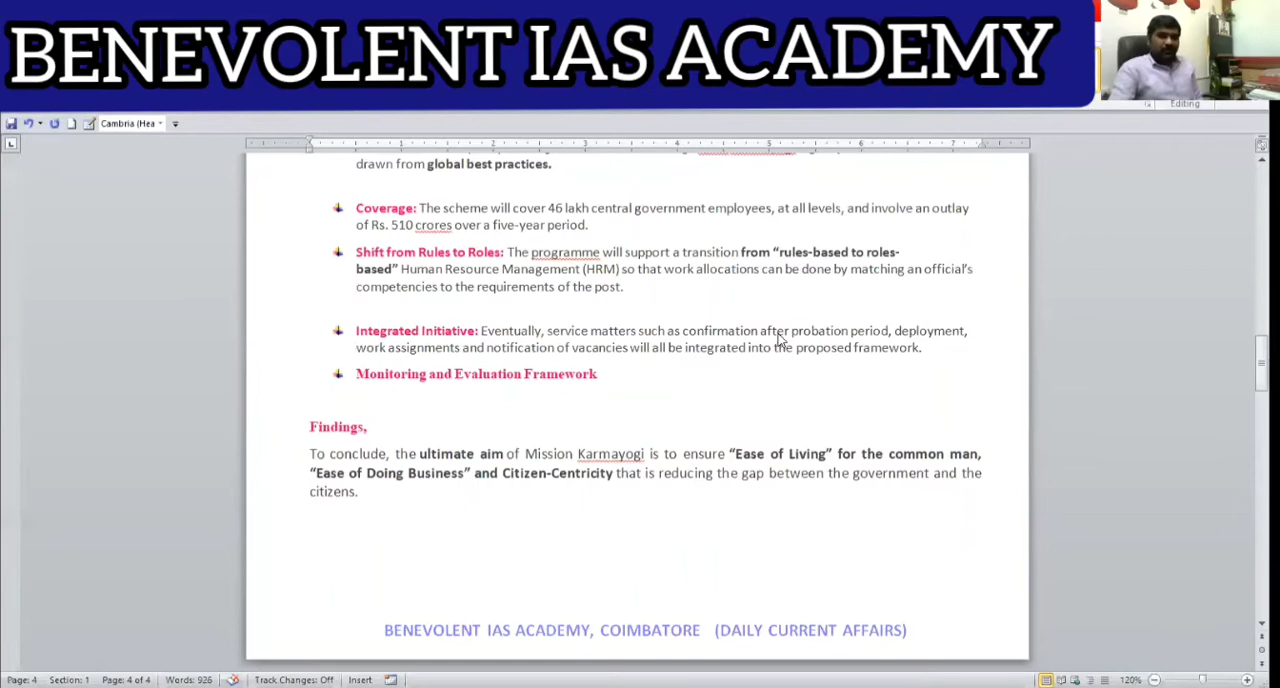 BENEVOLENT IAS ACADEMY
Editing
Cambria (Hea
1 2 3 4 5 6 7
drawn from global best practices.
Coverage: The scheme will cover 46 lakh central government employees, at all levels, and involve an outlay
of Rs. 510 crores over a five-year period.
Shift from Rules to Roles: The programme will support a transition from “rules-based to roles-
based” Human Resource Management (HRM) so that work allocations can be done by matching an official’s
competencies to the requirements of the post.
Integrated Initiative: Eventually, service matters such as confirmation after probation period, deployment,
work assignments and notification of vacancies will all be integrated into the proposed framework.
Monitoring and Evaluation Framework
Findings,
To conclude, the ultimate aim of Mission Karmayogi is to ensure “Ease of Living” for the common man,
“Ease of Doing Business” and Citizen-Centricity that is reducing the gap between the government and the
citizens.
BENEVOLENT IAS ACADEMY, COIMBATORE (DAILY CURRENT AFFAIRS)
Page: 4 Section: 1 Page: 4 of 4 Words: 926 Track Changes: Off Insert 120%